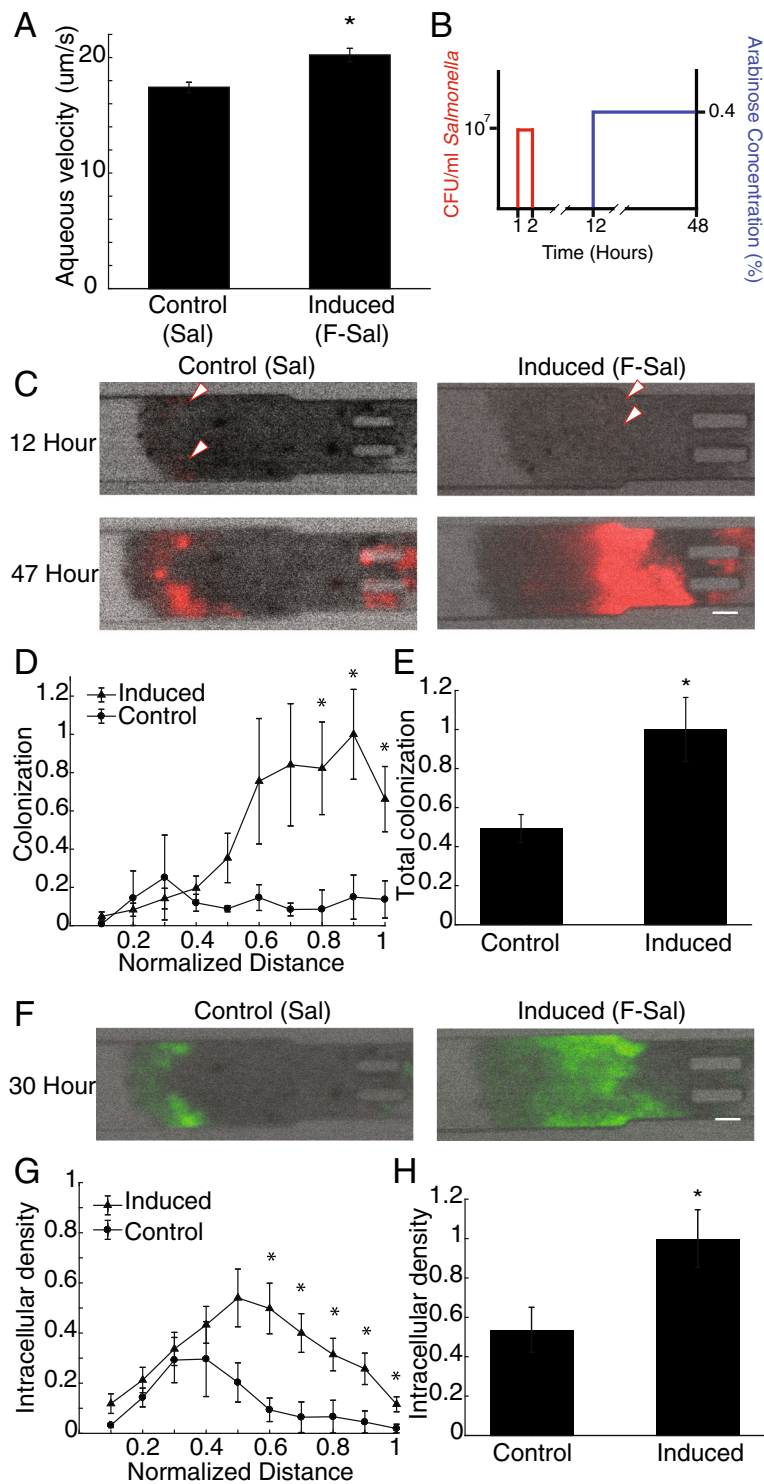 A
*
Aqueous velocity (um/s)
20
10
0
Control
(Sal)
Induced
(F-Sal)
B
CFU/ml Salmonella
10^7
0.4
Arabinose Concentration (%)
1 2 12 48
Time (Hours)
C
Control (Sal)
Induced (F-Sal)
12 Hour
47 Hour
D
Colonization
1.2
1
0.8
0.6
0.4
0.2
0
Induced
Control
* * *
0.2 0.4 0.6 0.8 1
Normalized Distance
E
Total colonization
1.2
1
0.8
0.6
0.4
0.2
0
*
Control Induced
F
Control (Sal)
Induced (F-Sal)
30 Hour
G
Intracellular density
1
0.8
0.6
0.4
0.2
0
Induced
Control
* * * * *
0.2 0.4 0.6 0.8 1
Normalized Distance
H
Intracellular density
1.2
1
0.8
0.6
0.4
0.2
0
*
Control Induced